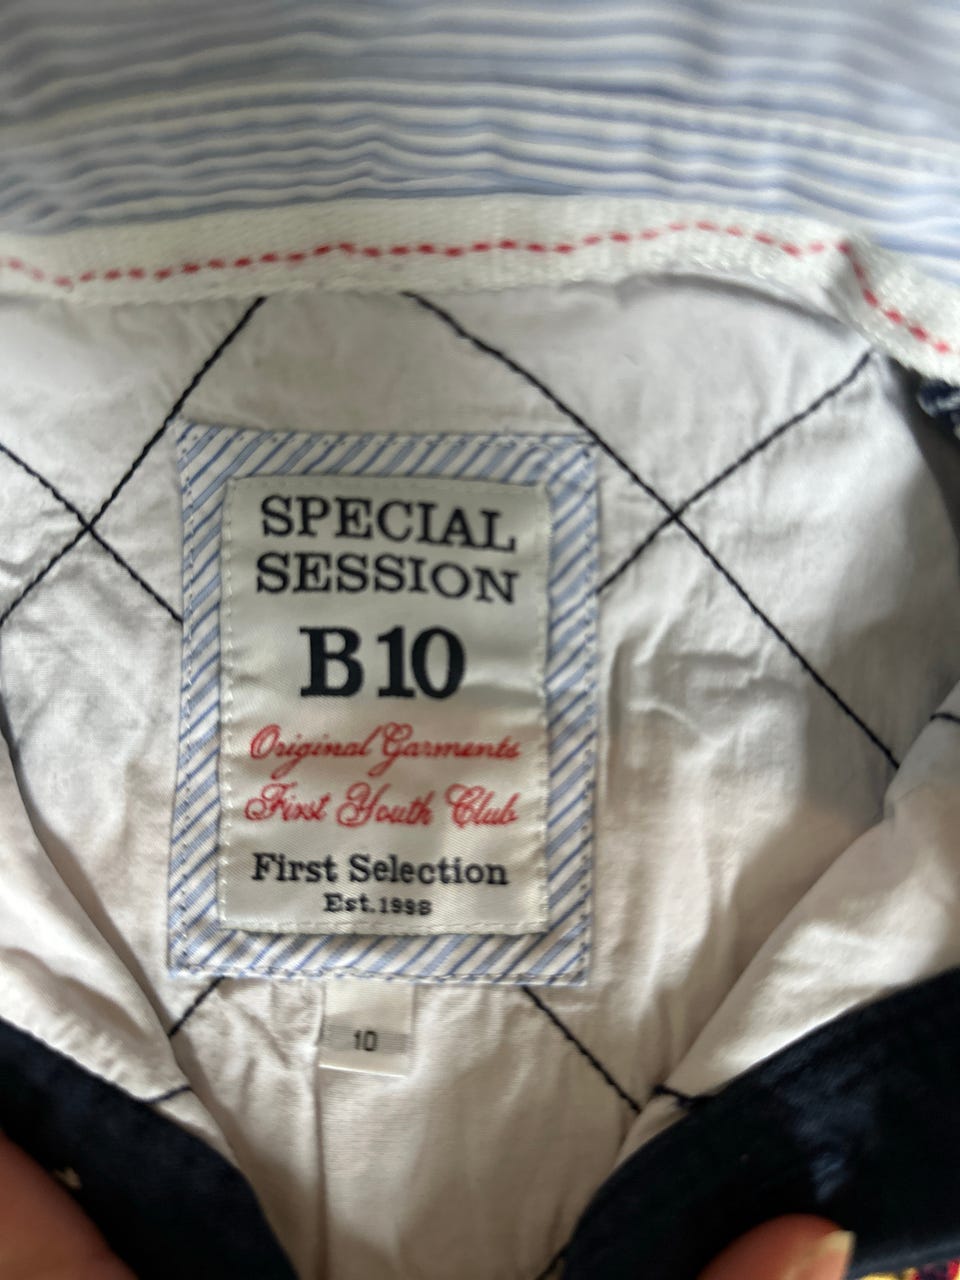 SPECIAL
SESSION
B10
Original Garments
First Youth Club
First Selection
Est.1998
10